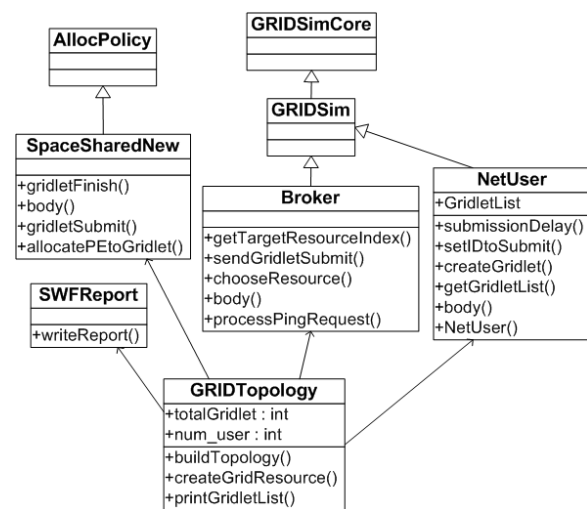 AllocPolicy
GRIDSimCore
GRIDSim
SpaceSharedNew
+gridletFinish()
+body()
+gridletSubmit()
+allocatePEtoGridlet()
Broker
+getTargetResourceIndex()
+sendGridletSubmit()
+chooseResource()
+body()
+processPingRequest()
NetUser
+GridletList
+submissionDelay()
+setIDtoSubmit()
+createGridlet()
+getGridletList()
+body()
+NetUser()
SWFReport
+writeReport()
GRIDTopology
+totalGridlet : int
+num_user : int
+buildTopology()
+createGridResource()
+printGridletList()